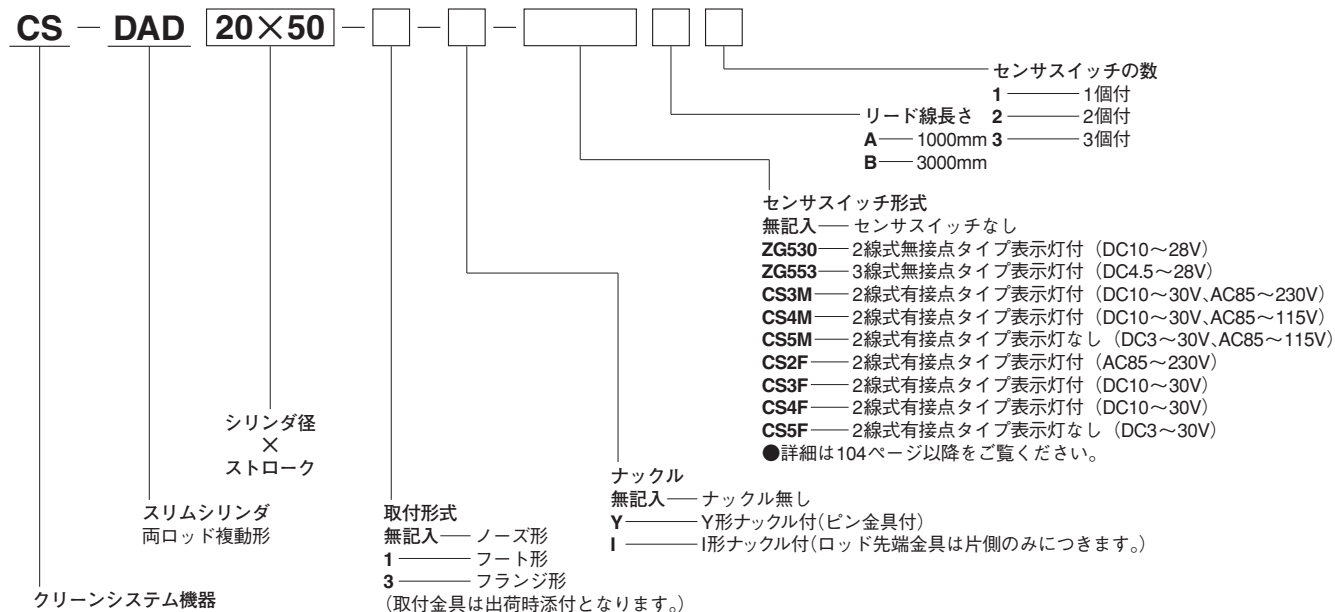 CS － DAD 20×50 － □ － □ － □ □ □
センサスイッチの数
1 ――― 1個付
2 ――― 2個付
3 ――― 3個付
リード線長さ
A ― 1000mm
B ― 3000mm
センサスイッチ形式
無記入 ― センサスイッチなし
ZG530 ― 2線式無接点タイプ表示灯付（DC10～28V）
ZG553 ― 3線式無接点タイプ表示灯付（DC4.5～28V）
CS3M ― 2線式有接点タイプ表示灯付（DC10～30V、AC85～230V）
CS4M ― 2線式有接点タイプ表示灯付（DC10～30V、AC85～115V）
CS5M ― 2線式有接点タイプ表示灯なし（DC3～30V、AC85～115V）
CS2F ― 2線式有接点タイプ表示灯付（AC85～230V）
CS3F ― 2線式有接点タイプ表示灯付（DC10～30V）
CS4F ― 2線式有接点タイプ表示灯付（DC10～30V）
CS5F ― 2線式有接点タイプ表示灯なし（DC3～30V）
●詳細は104ページ以降をご覧ください。
ナックル
無記入 ― ナックル無し
Y ――― Y形ナックル付(ピン金具付)
I ――― I形ナックル付(ロッド先端金具は片側のみにつきます。)
取付形式
無記入 ― ノーズ形
1 ――― フート形
3 ――― フランジ形
(取付金具は出荷時添付となります。)
シリンダ径
×
ストローク
スリムシリンダ
両ロッド複動形
クリーンシステム機器